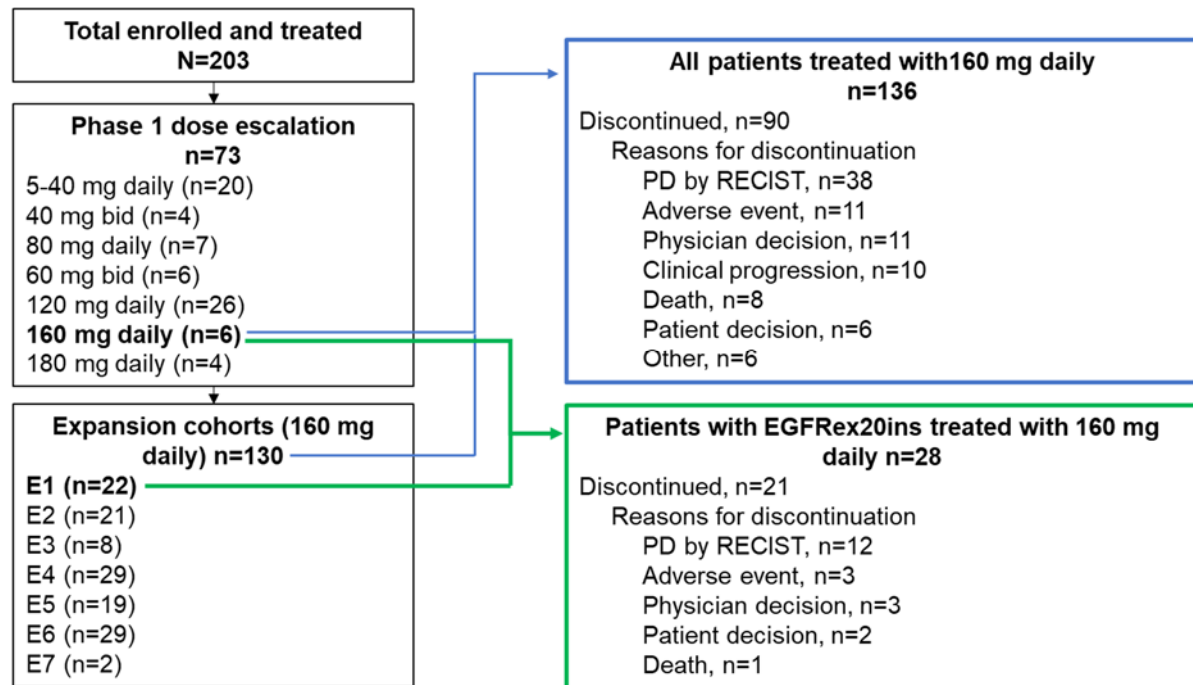 Total enrolled and treated
N=203
Phase 1 dose escalation
n=73
5-40 mg daily (n=20)
40 mg bid (n=4)
80 mg daily (n=7)
60 mg bid (n=6)
120 mg daily (n=26)
160 mg daily (n=6)
180 mg daily (n=4)
Expansion cohorts (160 mg
daily) n=130
E1 (n=22)
E2 (n=21)
E3 (n=8)
E4 (n=29)
E5 (n=19)
E6 (n=29)
E7 (n=2)
All patients treated with160 mg daily
n=136
Discontinued, n=90
Reasons for discontinuation
PD by RECIST, n=38
Adverse event, n=11
Physician decision, n=11
Clinical progression, n=10
Death, n=8
Patient decision, n=6
Other, n=6
Patients with EGFRex20ins treated with 160 mg
daily n=28
Discontinued, n=21
Reasons for discontinuation
PD by RECIST, n=12
Adverse event, n=3
Physician decision, n=3
Patient decision, n=2
Death, n=1